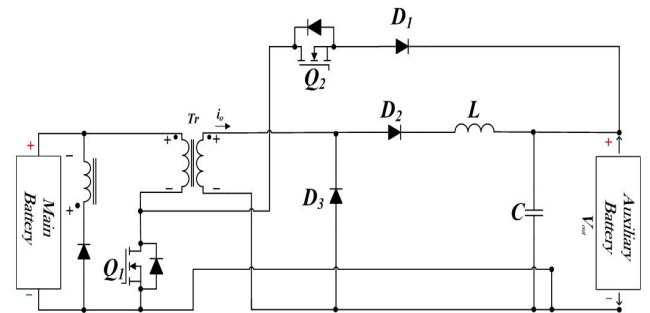 D1
Q2
Tr
io
D2
L
+
-
+
-
+
-
+
-
+
-
Main
Battery
Q1
D3
C
Auxiliary
Battery
Vout